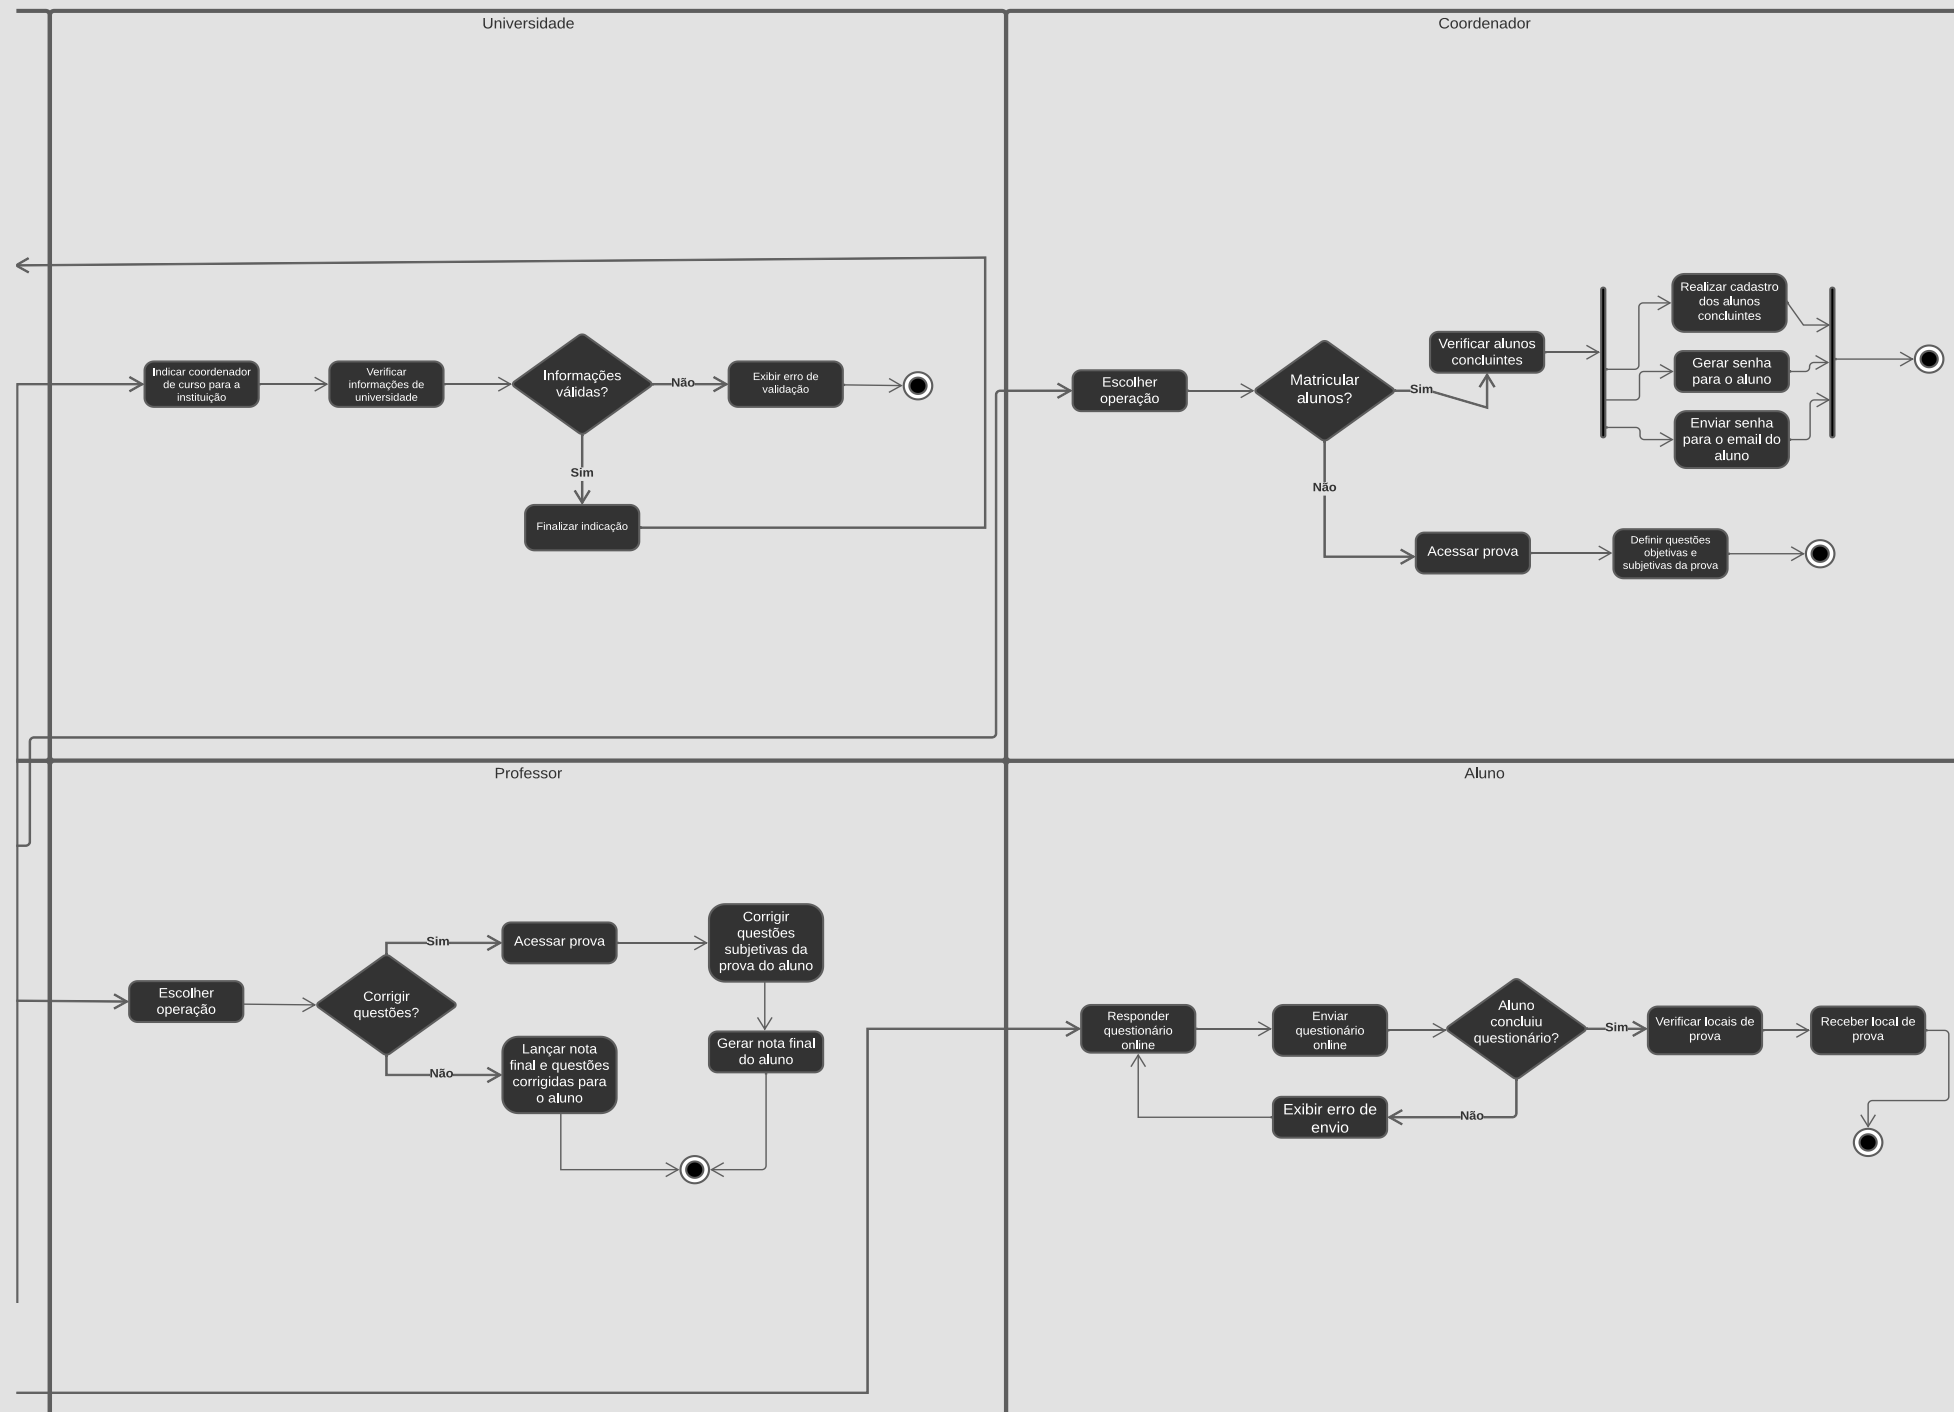 Universidade
Indicar coordenador
de curso para a
instituição
Verificar
informações de
universidade
Informações
válidas?
Não
Exibir erro de
validação
Sim
Finalizar indicação
Coordenador
Escolher
operação
Matricular
alunos?
Sim
Verificar alunos
concluintes
Realizar cadastro
dos alunos
concluintes
Gerar senha
para o aluno
Enviar senha
para o email do
aluno
Não
Acessar prova
Definir questões
objetivas e
subjetivas da prova
Professor
Escolher
operação
Corrigir
questões?
Sim
Acessar prova
Corrigir
questões
subjetivas da
prova do aluno
Gerar nota final
do aluno
Não
Lançar nota
final e questões
corrigidas para
o aluno
Aluno
Responder
questionário
online
Enviar
questionário
online
Aluno
concluiu
questionário?
Sim
Verificar locais de
prova
Receber local de
prova
Não
Exibir erro de
envio